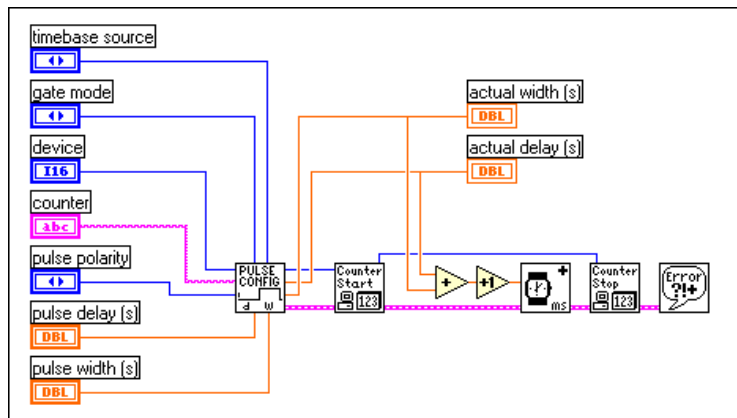 timebase source
gate mode
device
I16
counter
abc
pulse polarity
pulse delay (s)
DBL
pulse width (s)
DBL
actual width (s)
DBL
actual delay (s)
DBL
PULSE
CONFIG
d W
Counter
Start
123
+
+1
+
ms
Counter
Stop
123
Error
?!+